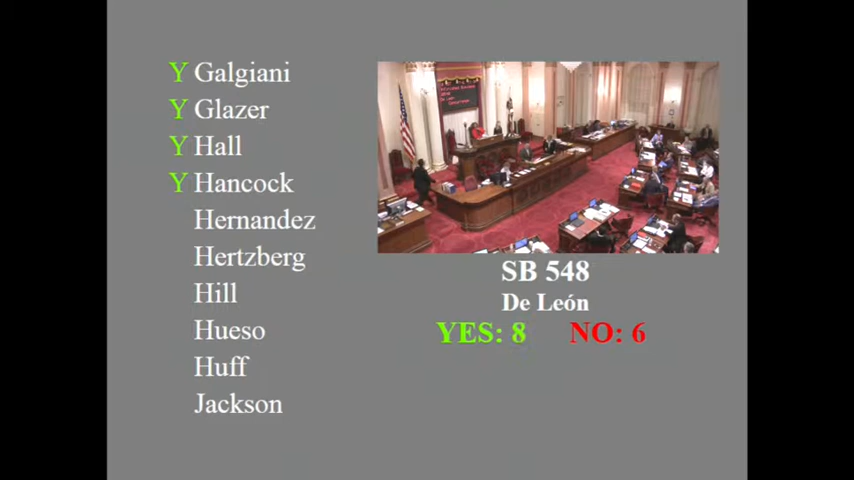 Y Galgiani
Y Glazer
Y Hall
Y Hancock
Hernandez
Hertzberg
Hill
Hueso
Huff
Jackson
SB 548
De León
YES: 8 NO: 6